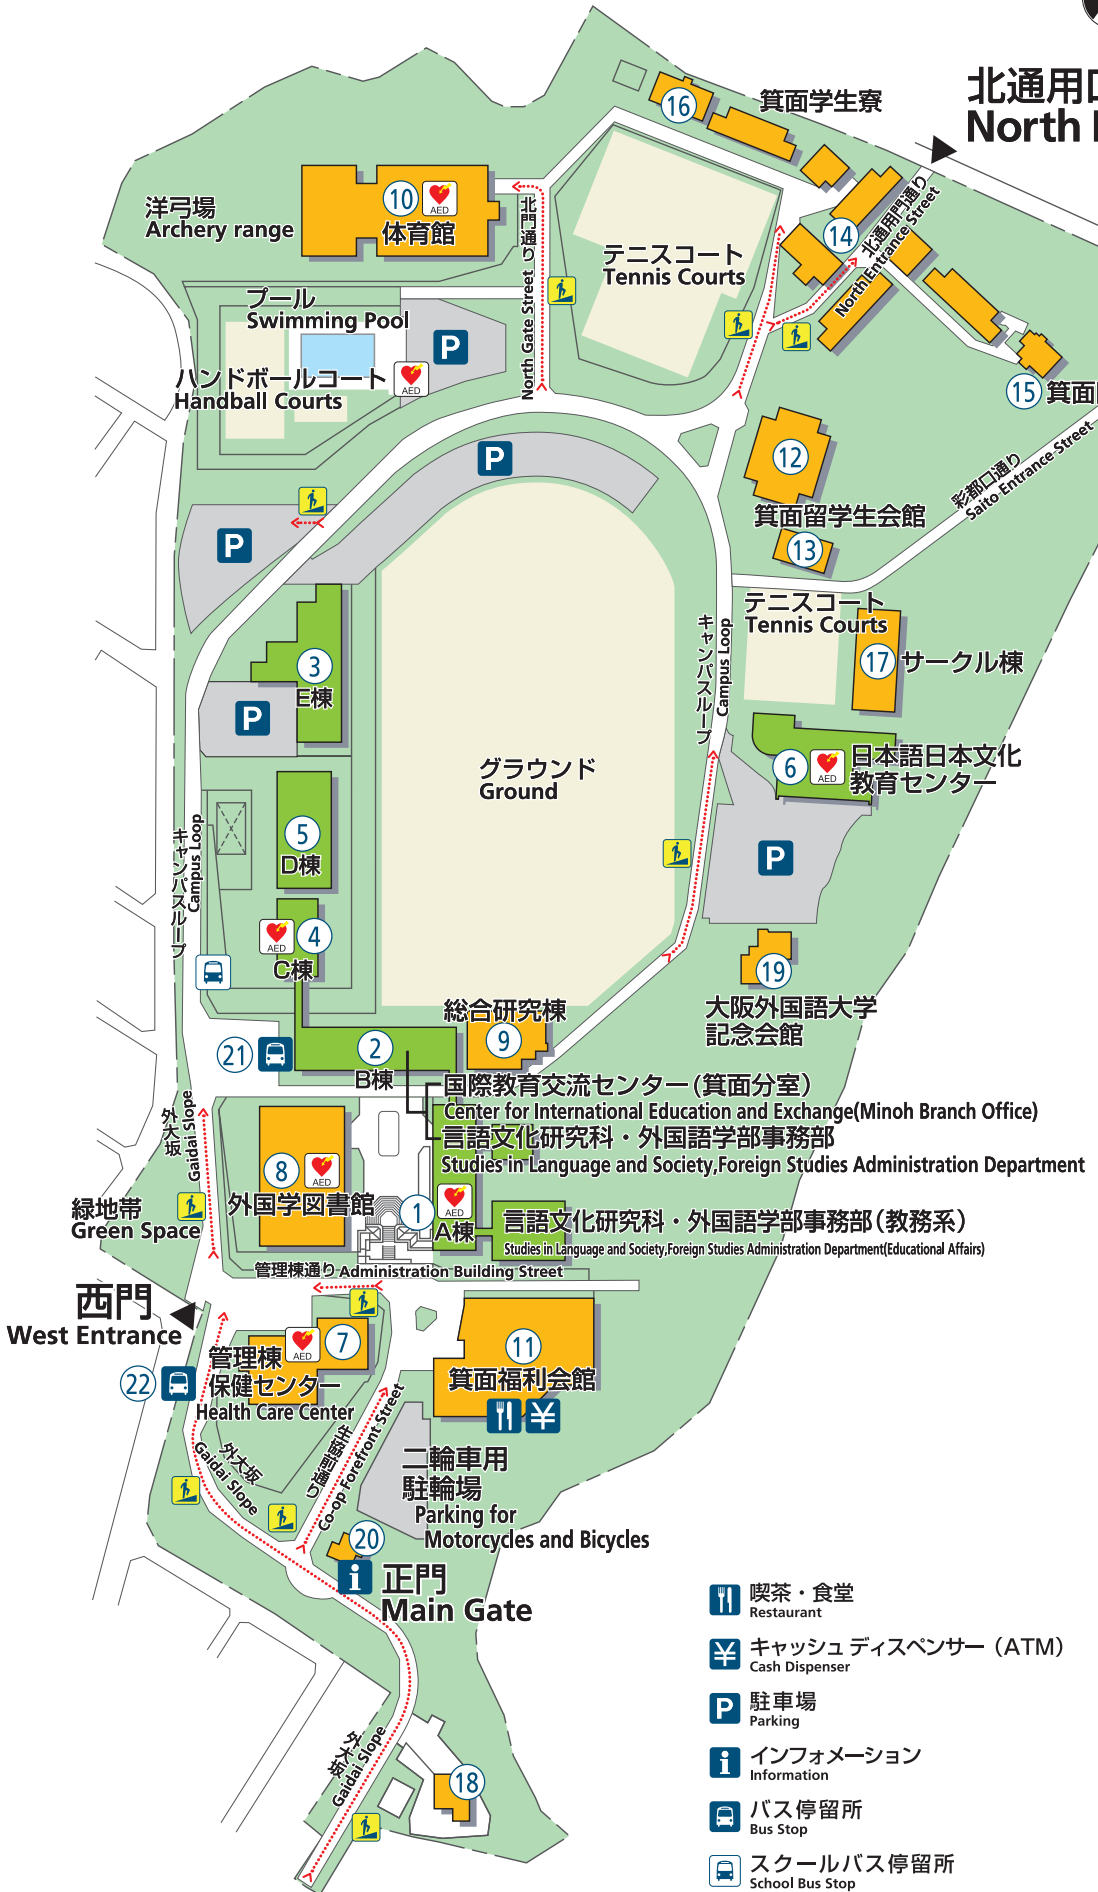 16
箕面学生寮
北通用口
North
10
AED
体育館
洋弓場
Archery range
北門通り
North Gate Street
テニスコート
Tennis Courts
14
北通用門通り
North Entrance Street
プール
Swimming Pool
P
ハンドボールコート
Handball Courts
AED
15
箕面
12
P
彩都口通り
Saito Entrance Street
箕面留学生会館
13
P
テニスコート
Tennis Courts
キャンパスループ
Campus Loop
17
サークル棟
3
E棟
P
6
AED
日本語日本文化
教育センター
グラウンド
Ground
5
D棟
キャンパスループ
Campus Loop
P
AED
4
C棟
19
大阪外国語大学
記念会館
総合研究棟
9
21
2
B棟
国際教育交流センター(箕面分室)
Center for International Education and Exchange(Minoh Branch Office)
言語文化研究科・外国語学部事務部
Studies in Language and Society,Foreign Studies Administration Department
外大坂
Gaidai Slope
8
AED
外国学図書館
1
AED
A棟
緑地帯
Green Space
言語文化研究科・外国語学部事務部(教務系)
Studies in Language and Society,Foreign Studies Administration Department(Educational Affairs)
管理棟通り Administration Building Street
西門
West Entrance
AED
7
管理棟
保健センター
Health Care Center
22
11
箕面福利会館
外大坂
Gaidai Slope
生協前通り
Co-op Forefront Street
二輪車用
駐輪場
Parking for
Motorcycles and Bicycles
20
i
正門
Main Gate
外大坂
Gaidai Slope
18
喫茶・食堂
Restaurant
キャッシュディスペンサー(ATM)
Cash Dispenser
P
駐車場
Parking
i
インフォメーション
Information
バス停留所
Bus Stop
スクールバス停留所
School Bus Stop